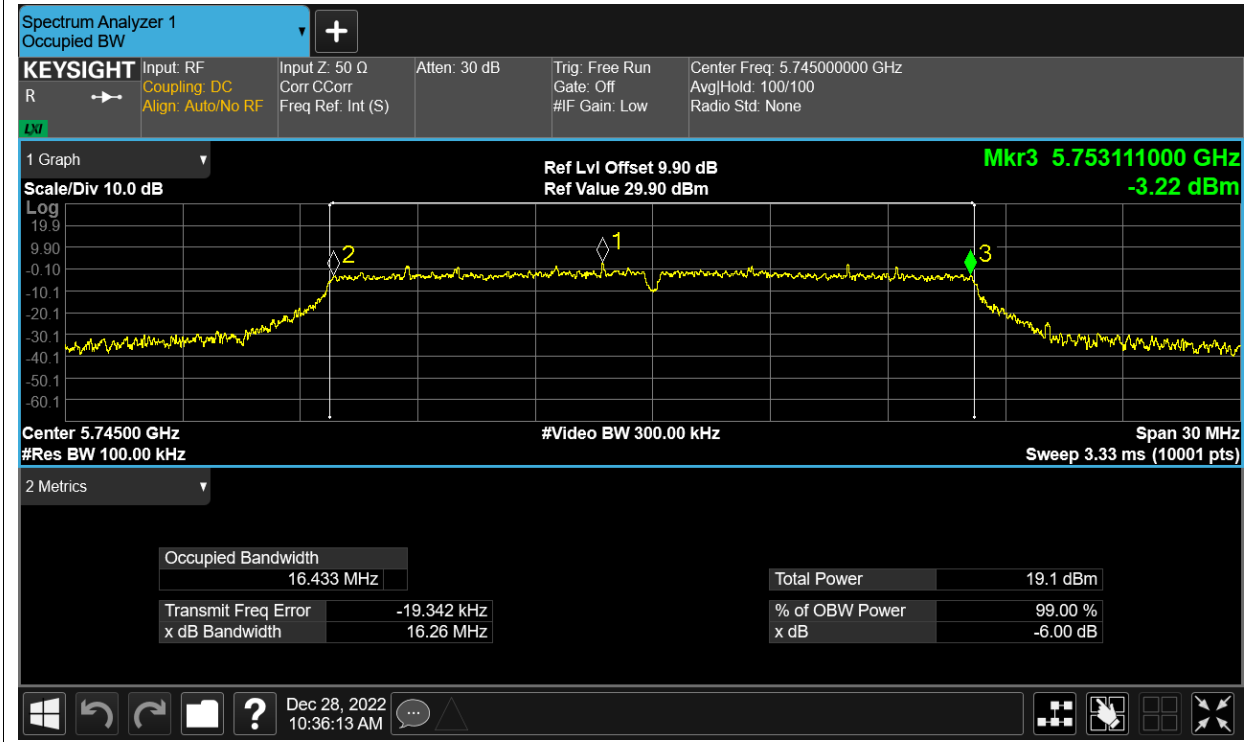 Spectrum Analyzer 1
Occupied BW
KEYSIGHT
R
LXI
Input: RF
Coupling: DC
Align: Auto/No RF
Input Z: 50 Ω
Corr CCorr
Freq Ref: Int (S)
Atten: 30 dB
Trig: Free Run
Gate: Off
#IF Gain: Low
Center Freq: 5.745000000 GHz
Avg|Hold: 100/100
Radio Std: None
1 Graph
Scale/Div 10.0 dB
Ref Lvl Offset 9.90 dB
Ref Value 29.90 dBm
Mkr3 5.753111000 GHz
-3.22 dBm
Log
19.9
9.90
-0.10
-10.1
-20.1
-30.1
-40.1
-50.1
-60.1
2
1
3
Center 5.74500 GHz
#Video BW 300.00 kHz
Span 30 MHz
#Res BW 100.00 kHz
Sweep 3.33 ms (10001 pts)
2 Metrics
Occupied Bandwidth
16.433 MHz
Total Power 19.1 dBm
Transmit Freq Error -19.342 kHz
% of OBW Power 99.00 %
x dB Bandwidth 16.26 MHz
x dB -6.00 dB
?
Dec 28, 2022
10:36:13 AM